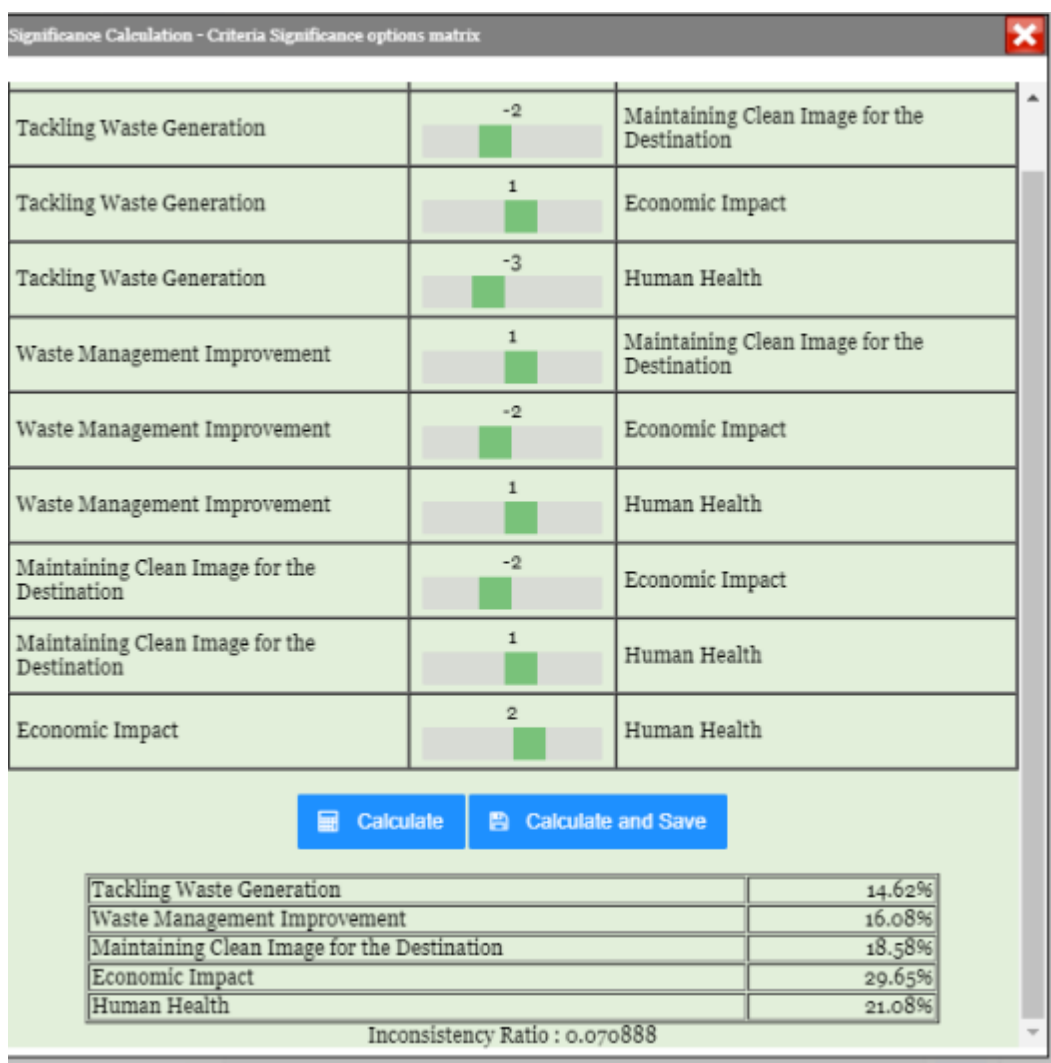 Significance Calculation - Criteria Significance options matrix
Tackling Waste Generation
-2
Maintaining Clean Image for the
Destination
Tackling Waste Generation
1
Economic Impact
Tackling Waste Generation
-3
Human Health
Waste Management Improvement
1
Maintaining Clean Image for the
Destination
Waste Management Improvement
-2
Economic Impact
Waste Management Improvement
1
Human Health
Maintaining Clean Image for the
Destination
-2
Economic Impact
Maintaining Clean Image for the
Destination
1
Human Health
Economic Impact
2
Human Health
Calculate
Calculate and Save
Tackling Waste Generation 14.62%
Waste Management Improvement 16.08%
Maintaining Clean Image for the Destination 18.58%
Economic Impact 29.65%
Human Health 21.08%
Inconsistency Ratio : 0.070888